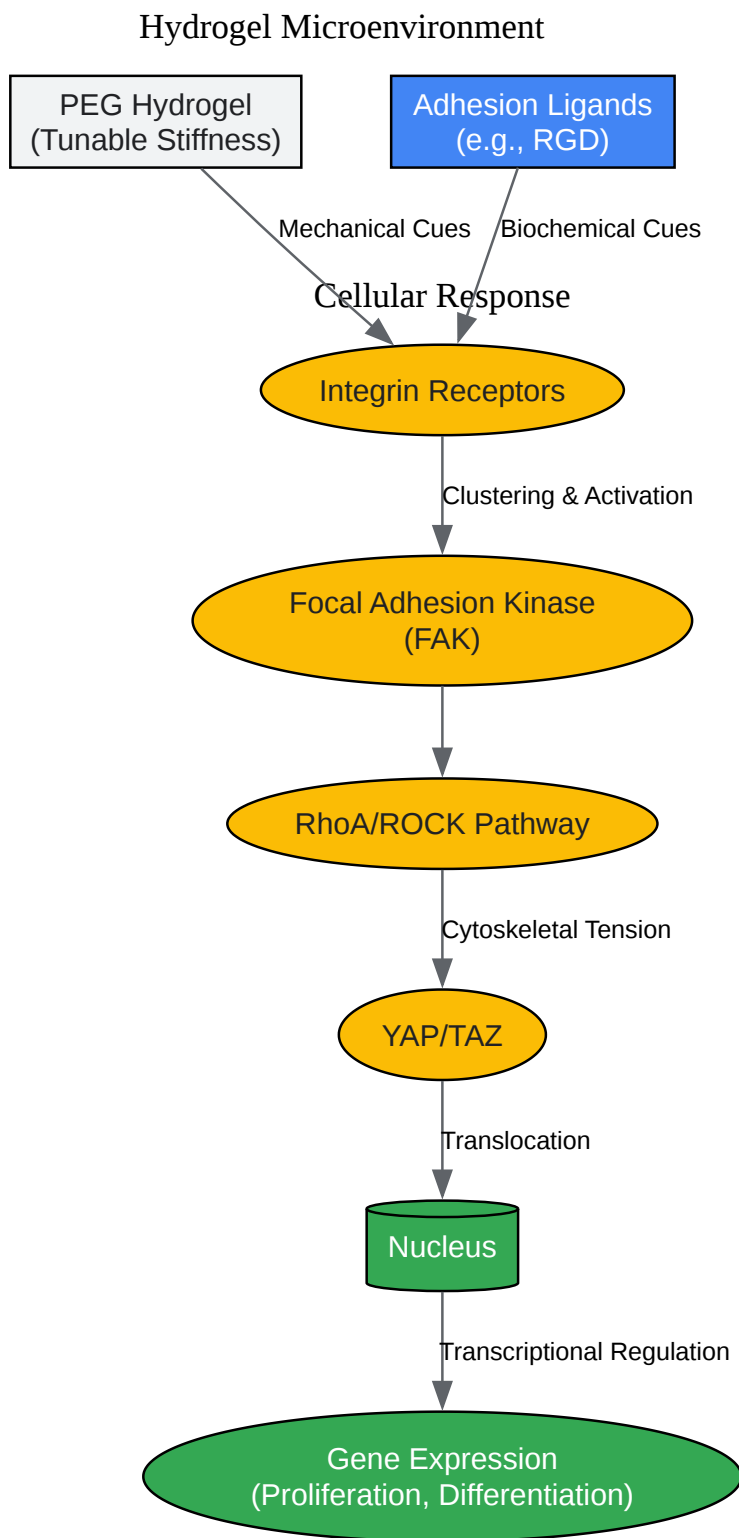 Hydrogel Microenvironment
PEG Hydrogel
(Tunable Stiffness)
Adhesion Ligands
(e.g., RGD)
Mechanical Cues
Biochemical Cues
Cellular Response
Integrin Receptors
Clustering & Activation
Focal Adhesion Kinase
(FAK)
RhoA/ROCK Pathway
Cytoskeletal Tension
YAP/TAZ
Translocation
Nucleus
Transcriptional Regulation
Gene Expression
(Proliferation, Differentiation)